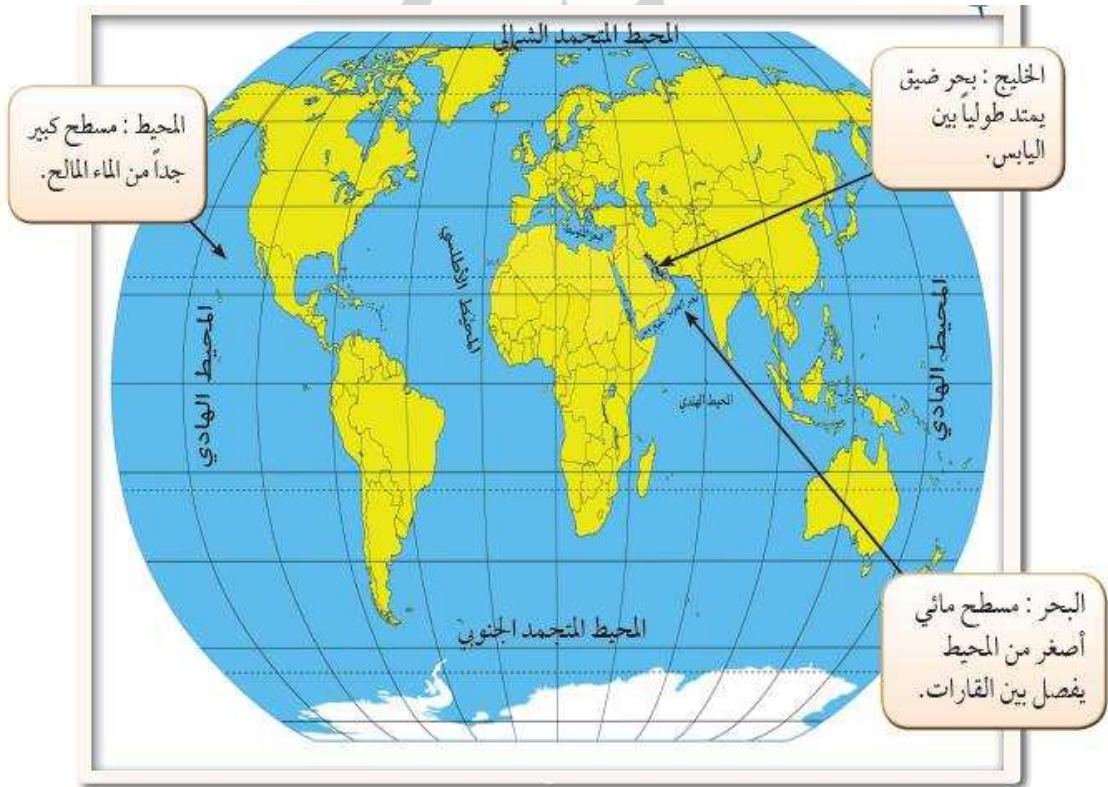 المحيط المتجمد الشمالي
الخليج : بحر ضيق
يمتد طولياً بين
اليابس.
المحيط : مسطح كبير
جداً من الماء المالح.
المحيط الأطلسي
المحيط الهادي
المحيط الهادي
المحيط الهندي
المحيط المتجمد الجنوبي
البحر : مسطح مائي
أصغر من المحيط
يفصل بين القارات.